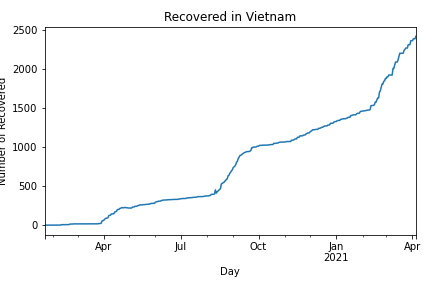 Recovered in Vietnam
Number of Recovered
2500
2000
1500
1000
500
0
Apr
Jul
Oct
Jan
2021
Apr
Day